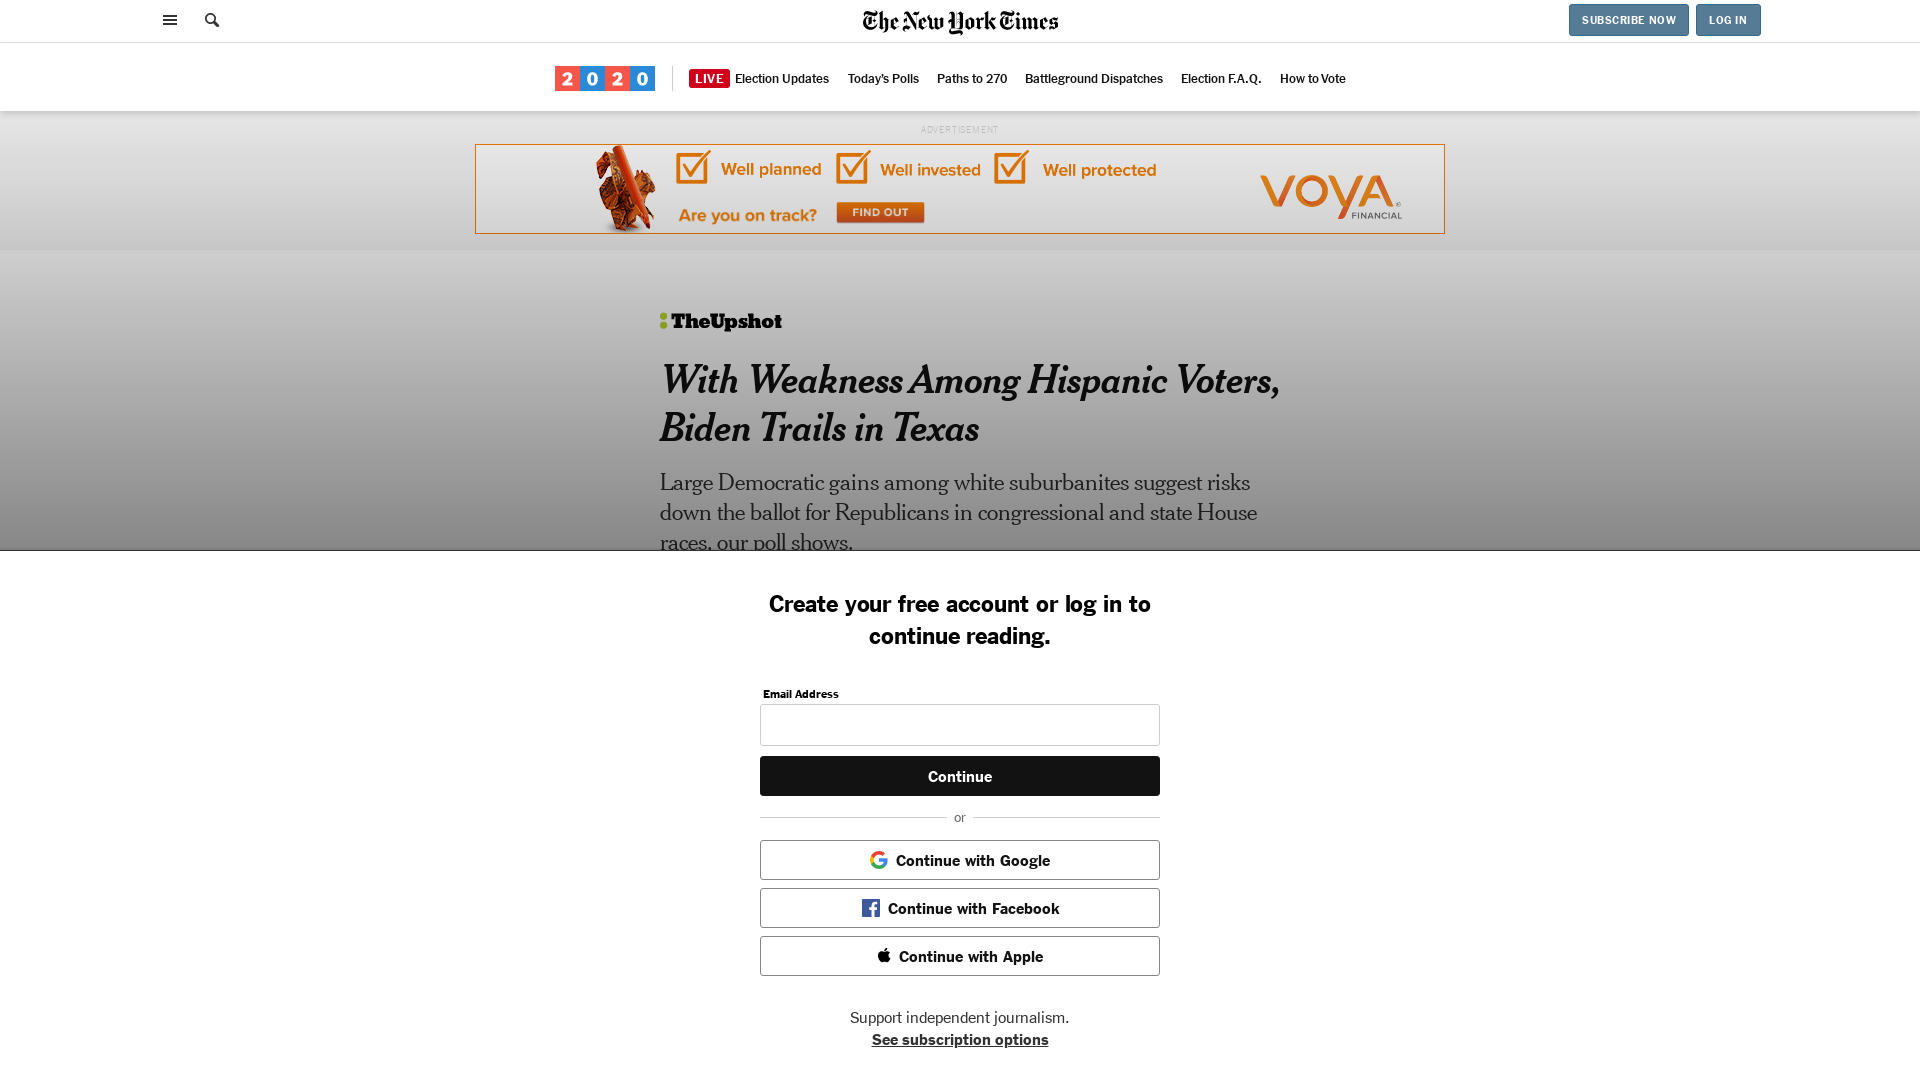 The New York Times
SUBSCRIBE NOW
LOG IN
2020
LIVE Election Updates
Today's Polls
Paths to 270
Battleground Dispatches
Election F.A.Q.
How to Vote
ADVERTISEMENT
Well planned
Well invested
Well protected
Are you on track?
FIND OUT
VOYA
FINANCIAL
TheUpshot
With Weakness Among Hispanic Voters,
Biden Trails in Texas
Large Democratic gains among white suburbanites suggest risks
down the ballot for Republicans in congressional and state House
races, our poll shows.
Create your free account or log in to
continue reading.
Email Address
Continue
or
Continue with Google
Continue with Facebook
Continue with Apple
Support independent journalism.
See subscription options